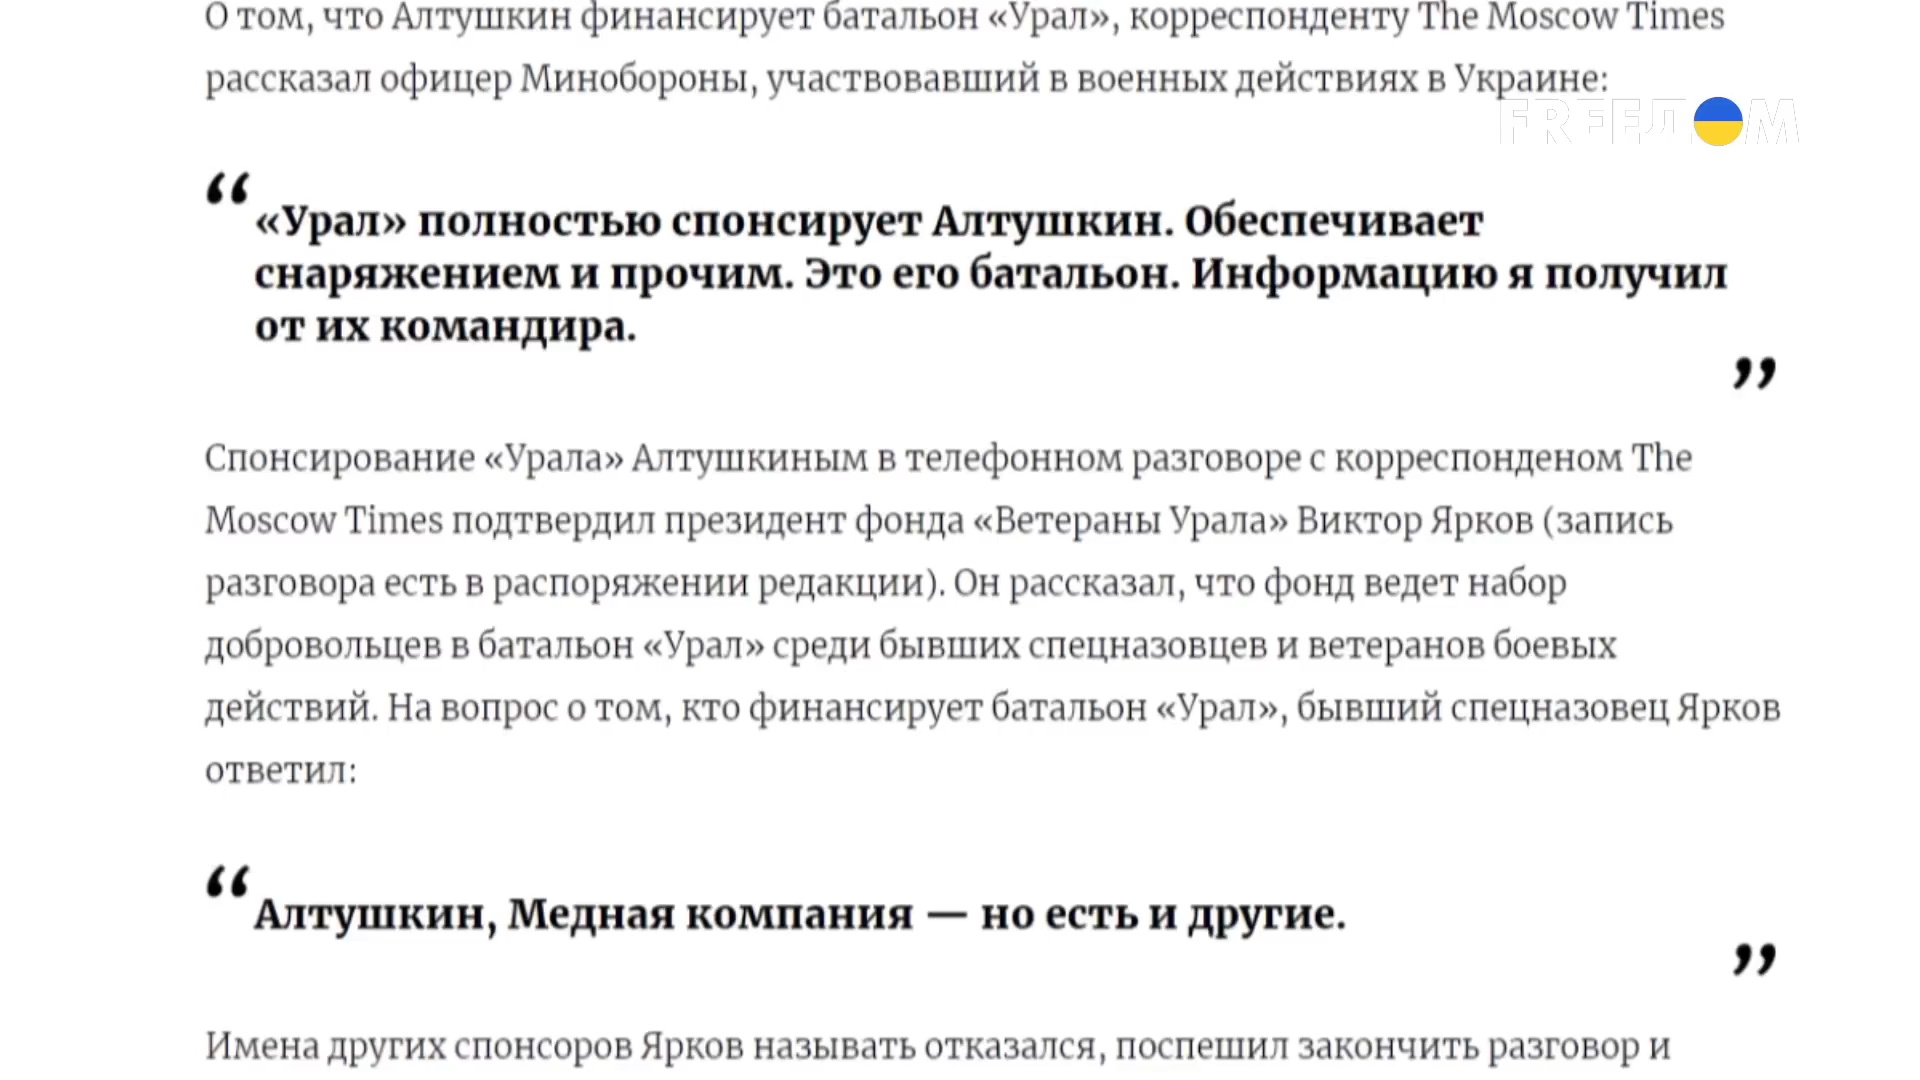 О том, что Алтушкин финансирует батальон «Урал», корреспонденту The Moscow Times
рассказал офицер Минобороны, участвовавший в военных действиях в Украине:
FREEДOM
“
«Урал» полностью спонсирует Алтушкин. Обеспечивает
снаряжением и прочим. Это его батальон. Информацию я получил
от их командира.
”
Спонсирование «Урала» Алтушкиным в телефонном разговоре с корреспонденом The
Moscow Times подтвердил президент фонда «Ветераны Урала» Виктор Ярков (запись
разговора есть в распоряжении редакции). Он рассказал, что фонд ведет набор
добровольцев в батальон «Урал» среди бывших спецназовцев и ветеранов боевых
действий. На вопрос о том, кто финансирует батальон «Урал», бывший спецназовец Ярков
ответил:
“
Алтушкин, Медная компания — но есть и другие.
”
Имена других спонсоров Ярков называть отказался, поспешил закончить разговор и